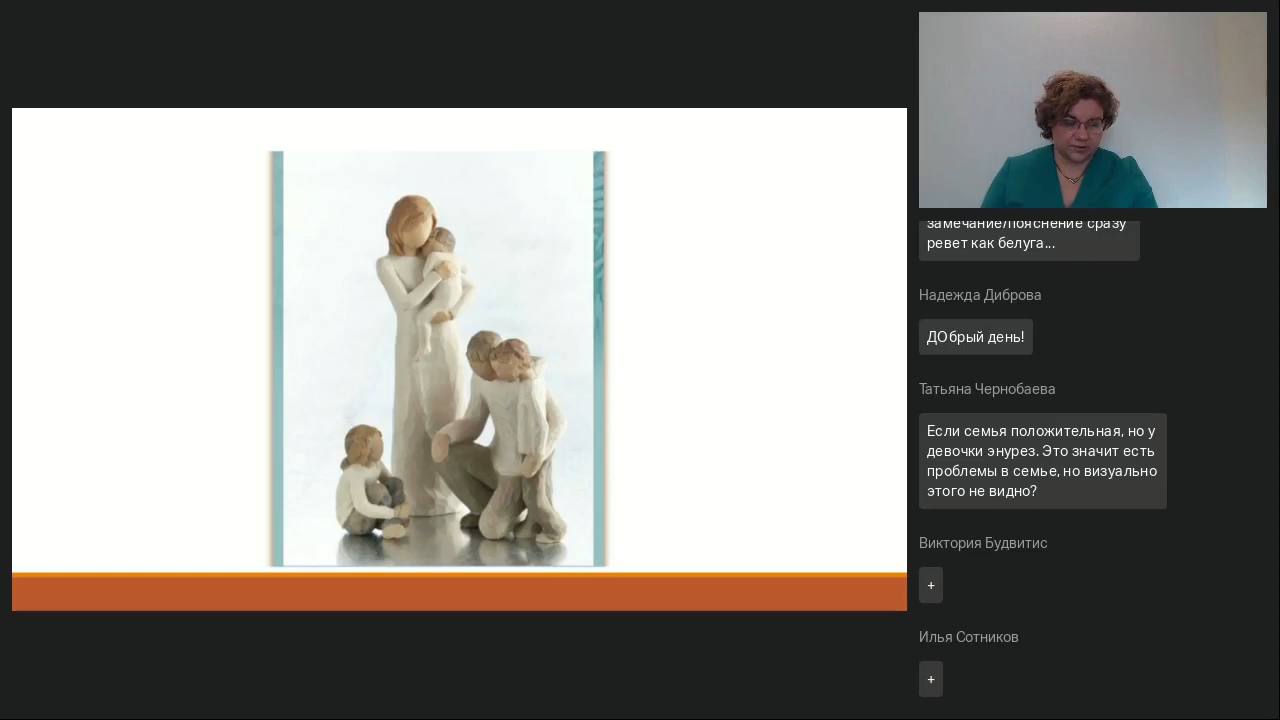 замечание/пояснение сразу
ревет как белуга...
Надежда Диброва
ДОбрый день!
Татьяна Чернобаева
Если семья положительная, но у
девочки энурез. Это значит есть
проблемы в семье, но визуально
этого не видно?
Виктория Будвитис
+
Илья Сотников
+